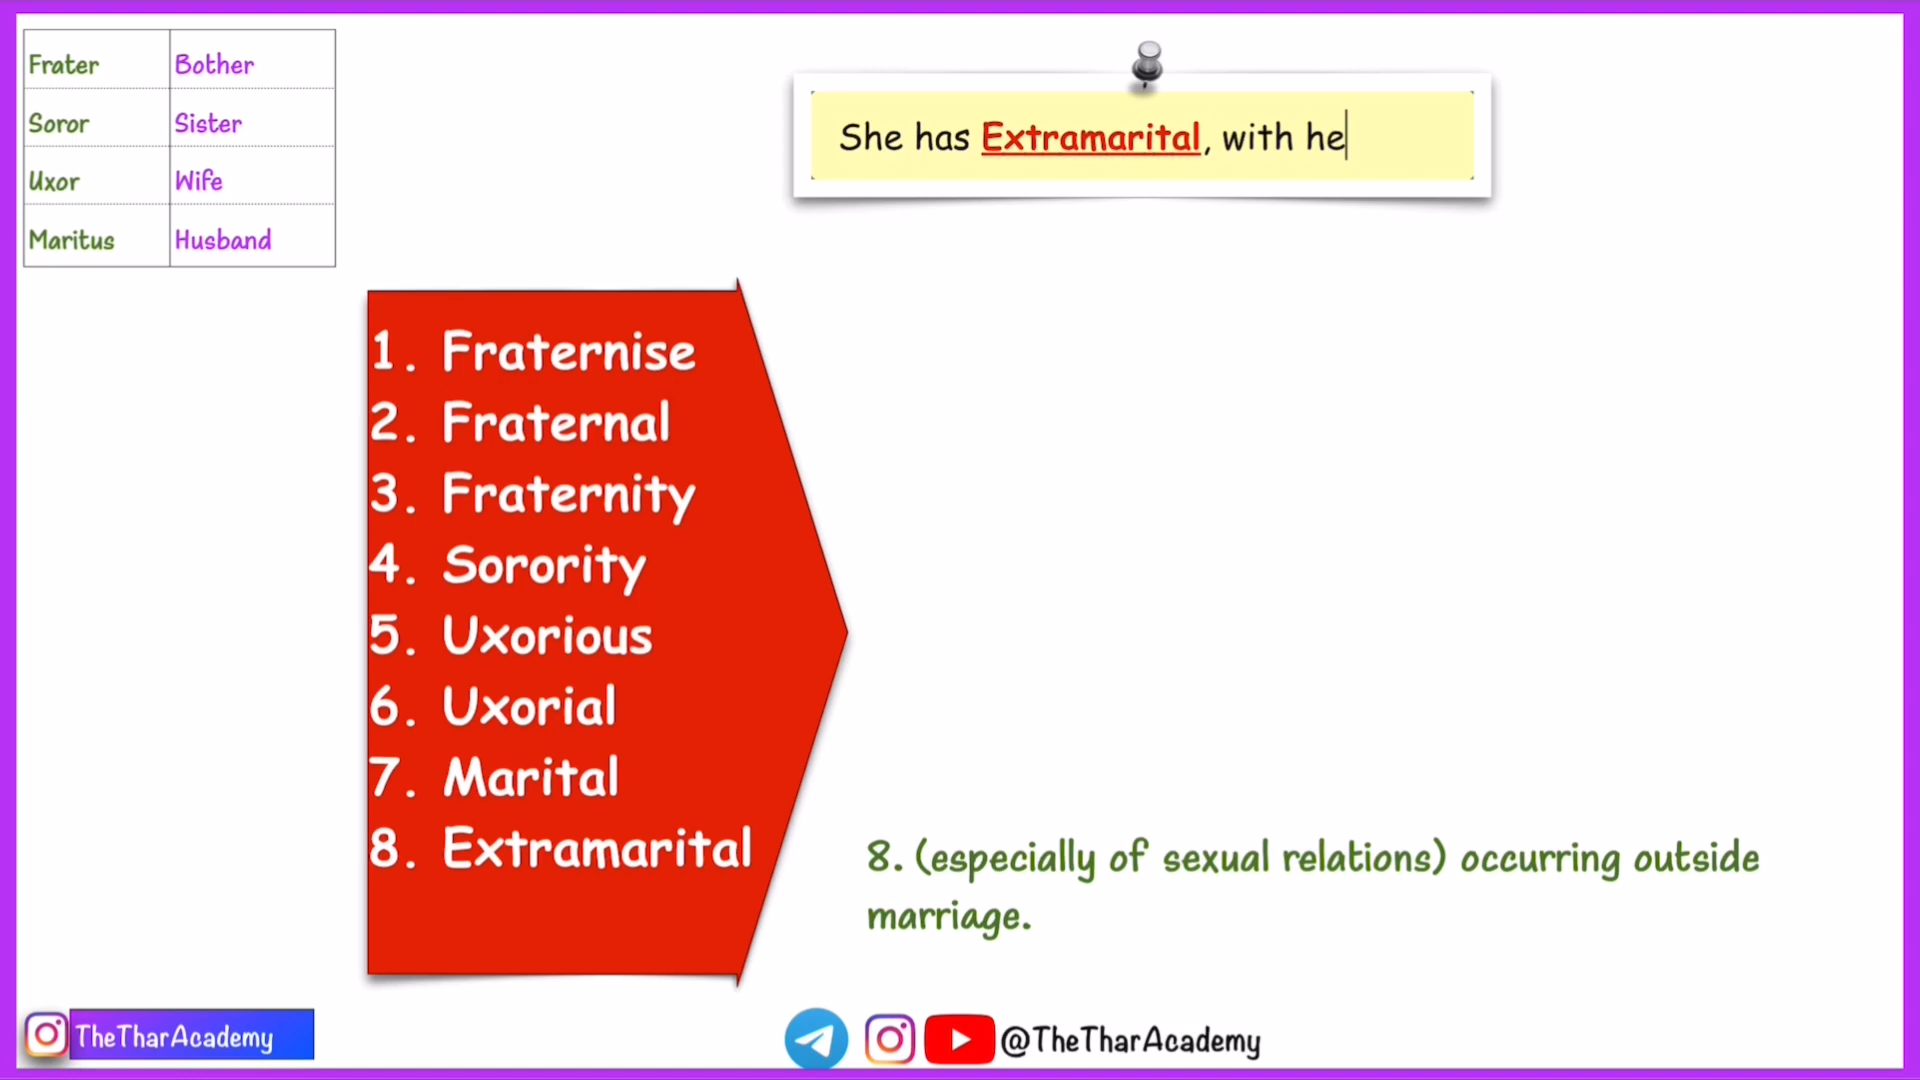 Frater Bother
Soror Sister
Uxor Wife
Maritus Husband
She has Extramarital, with he
1. Fraternise
2. Fraternal
3. Fraternity
4. Sorority
5. Uxorious
6. Uxorial
7. Marital
8. Extramarital
8. (especially of sexual relations) occurring outside
marriage.
TheTharAcademy
@TheTharAcademy